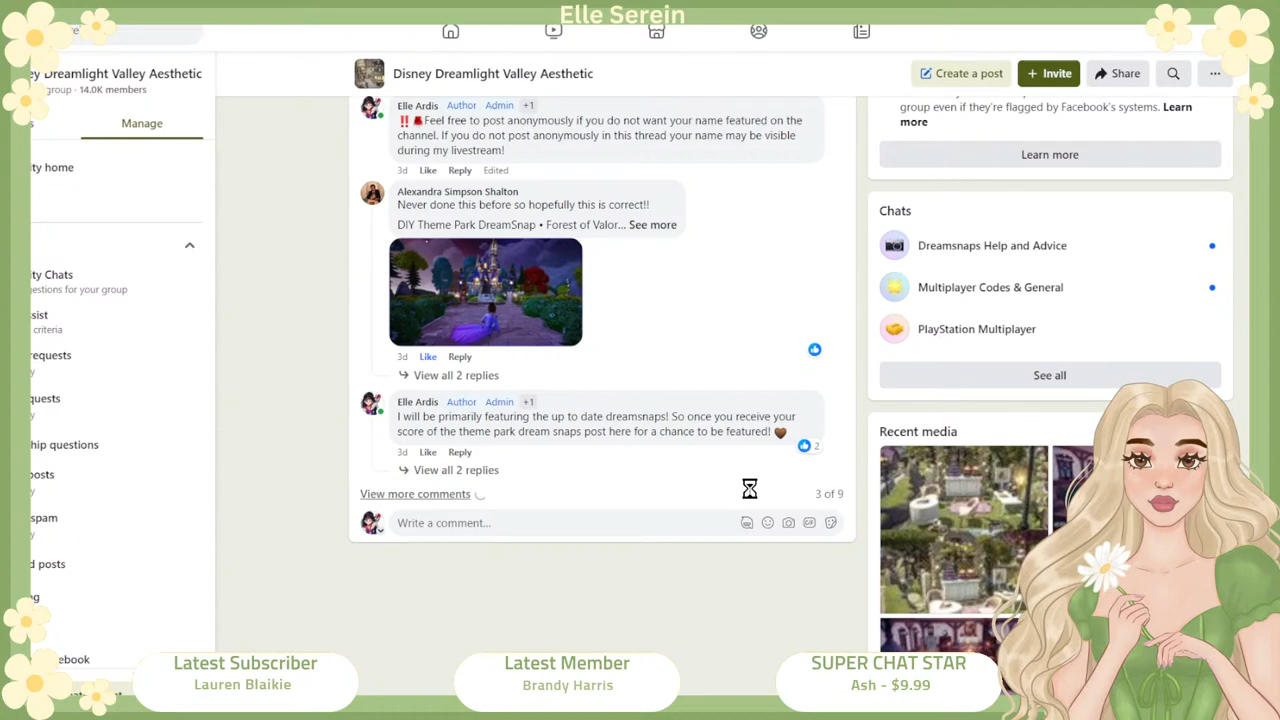 Elle Serein
ey Dreamlight Valley Aesthetic
group · 14.0K members
Manage
ity home
ity Chats
gestions for your group
sist
criteria
requests
y
quests
y
ship questions
posts
y
spam
y
d posts
y
ng
y
ebook
Disney Dreamlight Valley Aesthetic
Create a post
+ Invite
Share
Elle Ardis Author Admin +1
‼️Feel free to post anonymously if you do not want your name featured on the
channel. If you do not post anonymously in this thread your name may be visible
during my livestream!
3d Like Reply Edited
Alexandra Simpson Shalton
Never done this before so hopefully this is correct!!
DIY Theme Park DreamSnap • Forest of Valor... See more
3d Like Reply
View all 2 replies
Elle Ardis Author Admin +1
I will be primarily featuring the up to date dreamsnaps! So once you receive your
score of the theme park dream snaps post here for a chance to be featured! 🤎
2
3d Like Reply
View all 2 replies
View more comments
3 of 9
Write a comment...
GIF
group even if they're flagged by Facebook's systems. Learn
more
Learn more
Chats
Dreamsnaps Help and Advice
Multiplayer Codes & General
PlayStation Multiplayer
See all
Recent media
Latest Subscriber
Lauren Blaikie
Latest Member
Brandy Harris
SUPER CHAT STAR
Ash - $9.99